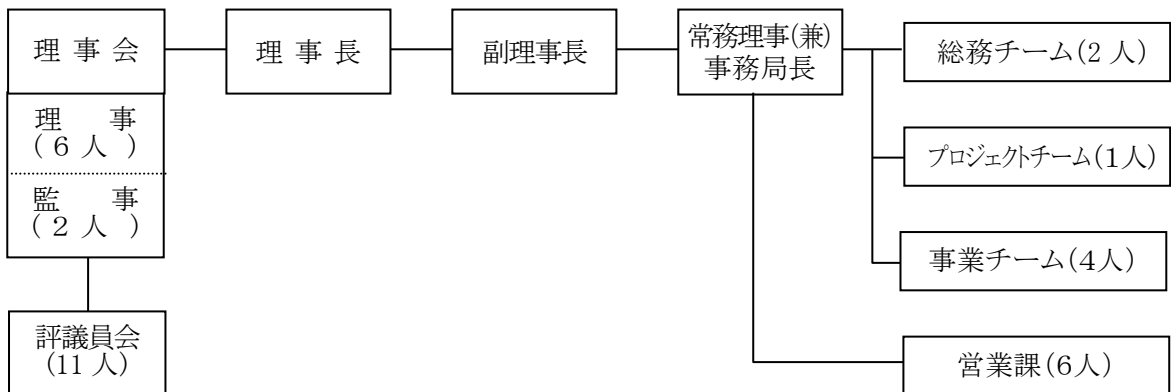 理事会
理事
(6人)
監事
(2人)
評議員会
(11人)
理事長
副理事長
常務理事(兼)
事務局長
総務チーム(2人)
プロジェクトチーム(1人)
事業チーム(4人)
営業課(6人)